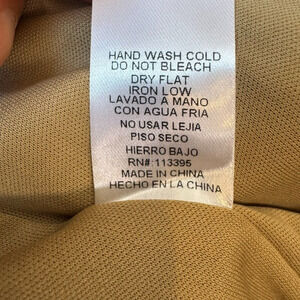 HAND WASH COLD
DO NOT BLEACH
DRY FLAT
IRON LOW
LAVADO A MANO
CON AGUA FRIA
NO USAR LEJIA
PISO SECO
HIERRO BAJO
RN#:113395
MADE IN CHINA
HECHO EN LA CHINA